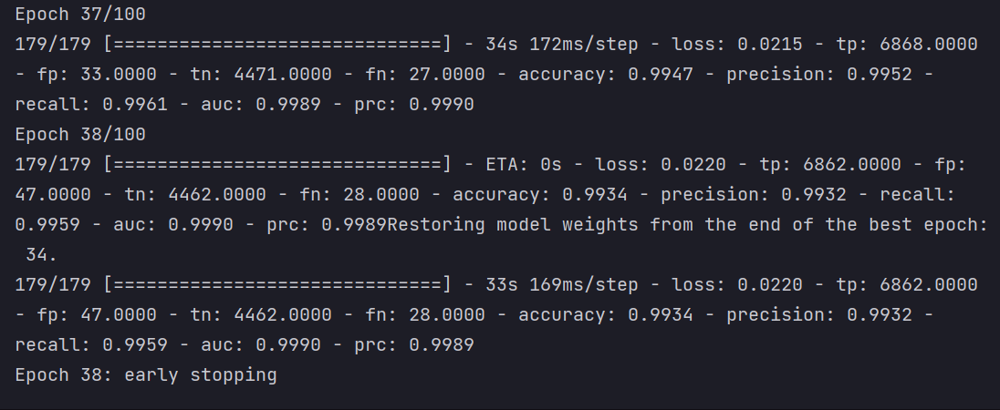 Epoch 37/100
179/179 [==============================] - 34s 172ms/step - loss: 0.0215 - tp: 6868.0000
- fp: 33.0000 - tn: 4471.0000 - fn: 27.0000 - accuracy: 0.9947 - precision: 0.9952 -
recall: 0.9961 - auc: 0.9989 - prc: 0.9990
Epoch 38/100
179/179 [==============================] - ETA: 0s - loss: 0.0220 - tp: 6862.0000 - fp:
47.0000 - tn: 4462.0000 - fn: 28.0000 - accuracy: 0.9934 - precision: 0.9932 - recall:
0.9959 - auc: 0.9990 - prc: 0.9989Restoring model weights from the end of the best epoch:
34.
179/179 [==============================] - 33s 169ms/step - loss: 0.0220 - tp: 6862.0000
- fp: 47.0000 - tn: 4462.0000 - fn: 28.0000 - accuracy: 0.9934 - precision: 0.9932 -
recall: 0.9959 - auc: 0.9990 - prc: 0.9989
Epoch 38: early stopping